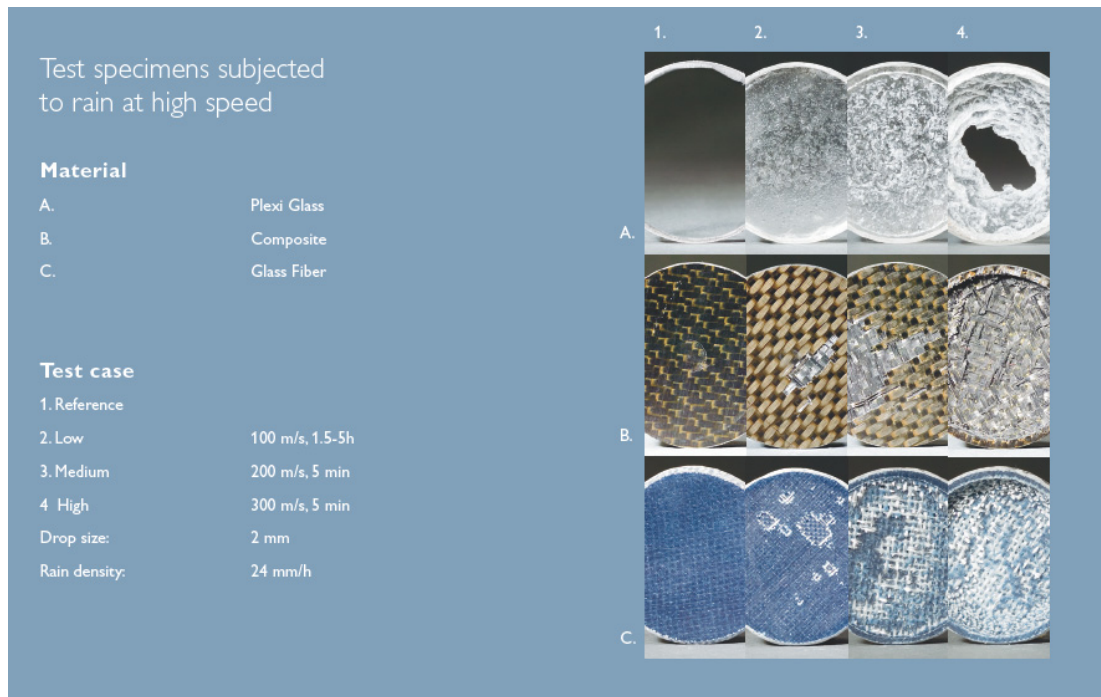 Test specimens subjected
to rain at high speed
Material
A. Plexi Glass
B. Composite
C. Glass Fiber
Test case
1. Reference
2. Low 100 m/s, 1.5-5h
3. Medium 200 m/s, 5 min
4 High 300 m/s, 5 min
Drop size: 2 mm
Rain density: 24 mm/h
1. 2. 3. 4.
A.
B.
C.